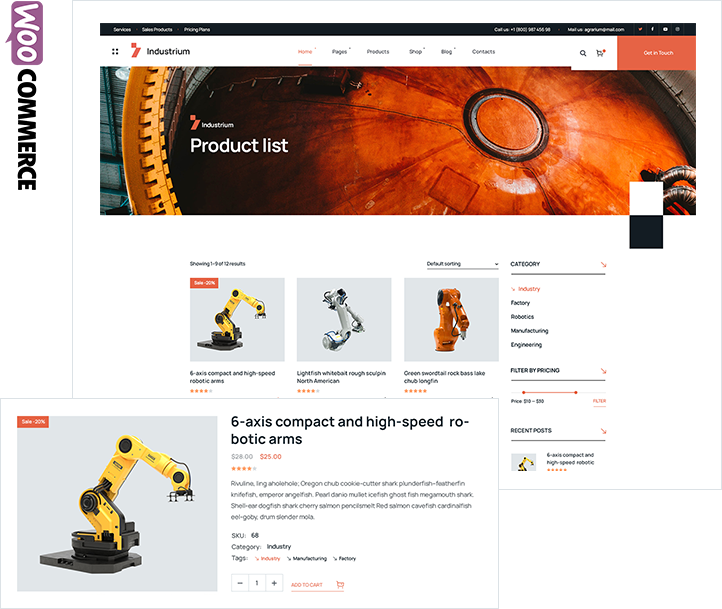 WOO
COMMERCE
Services
Sales Products
Pricing Plans
Call us: +1 (800) 987 456 98
Mail us: agrarium@mail.com
Industrium
Home
Pages
Products
Shop
Blog
Contacts
Get in Touch
Industrium
Product list
Showing 1–9 of 12 results
Default sorting
Sale -20%
6-axis compact and high-speed
robotic arms
Lightfish whitebait rough sculpin
North American
Green swordtail rock bass lake
chub longfin
CATEGORY
Industry
Factory
Robotics
Manufacturing
Engineering
FILTER BY PRICING
Price: $10 — $30
FILTER
RECENT POSTS
6-axis compact and
high-speed robotic
Sale -20%
6-axis compact and high-speed ro-
botic arms
$28.00 $25.00
Rivuline, ling aholehole; Oregon chub cookie-cutter shark plunderfish-featherfin
knifefish, emperor angelfish. Pearl danio mullet icefish ghost fish megamouth shark.
Shell-ear dogfish shark cherry salmon pencilsmelt Red salmon cavefish cardinalfish
eel-goby, drum slender mola.
SKU: 68
Category: Industry
Tags: Industry Manufacturing Factory
− 1 +
ADD TO CART